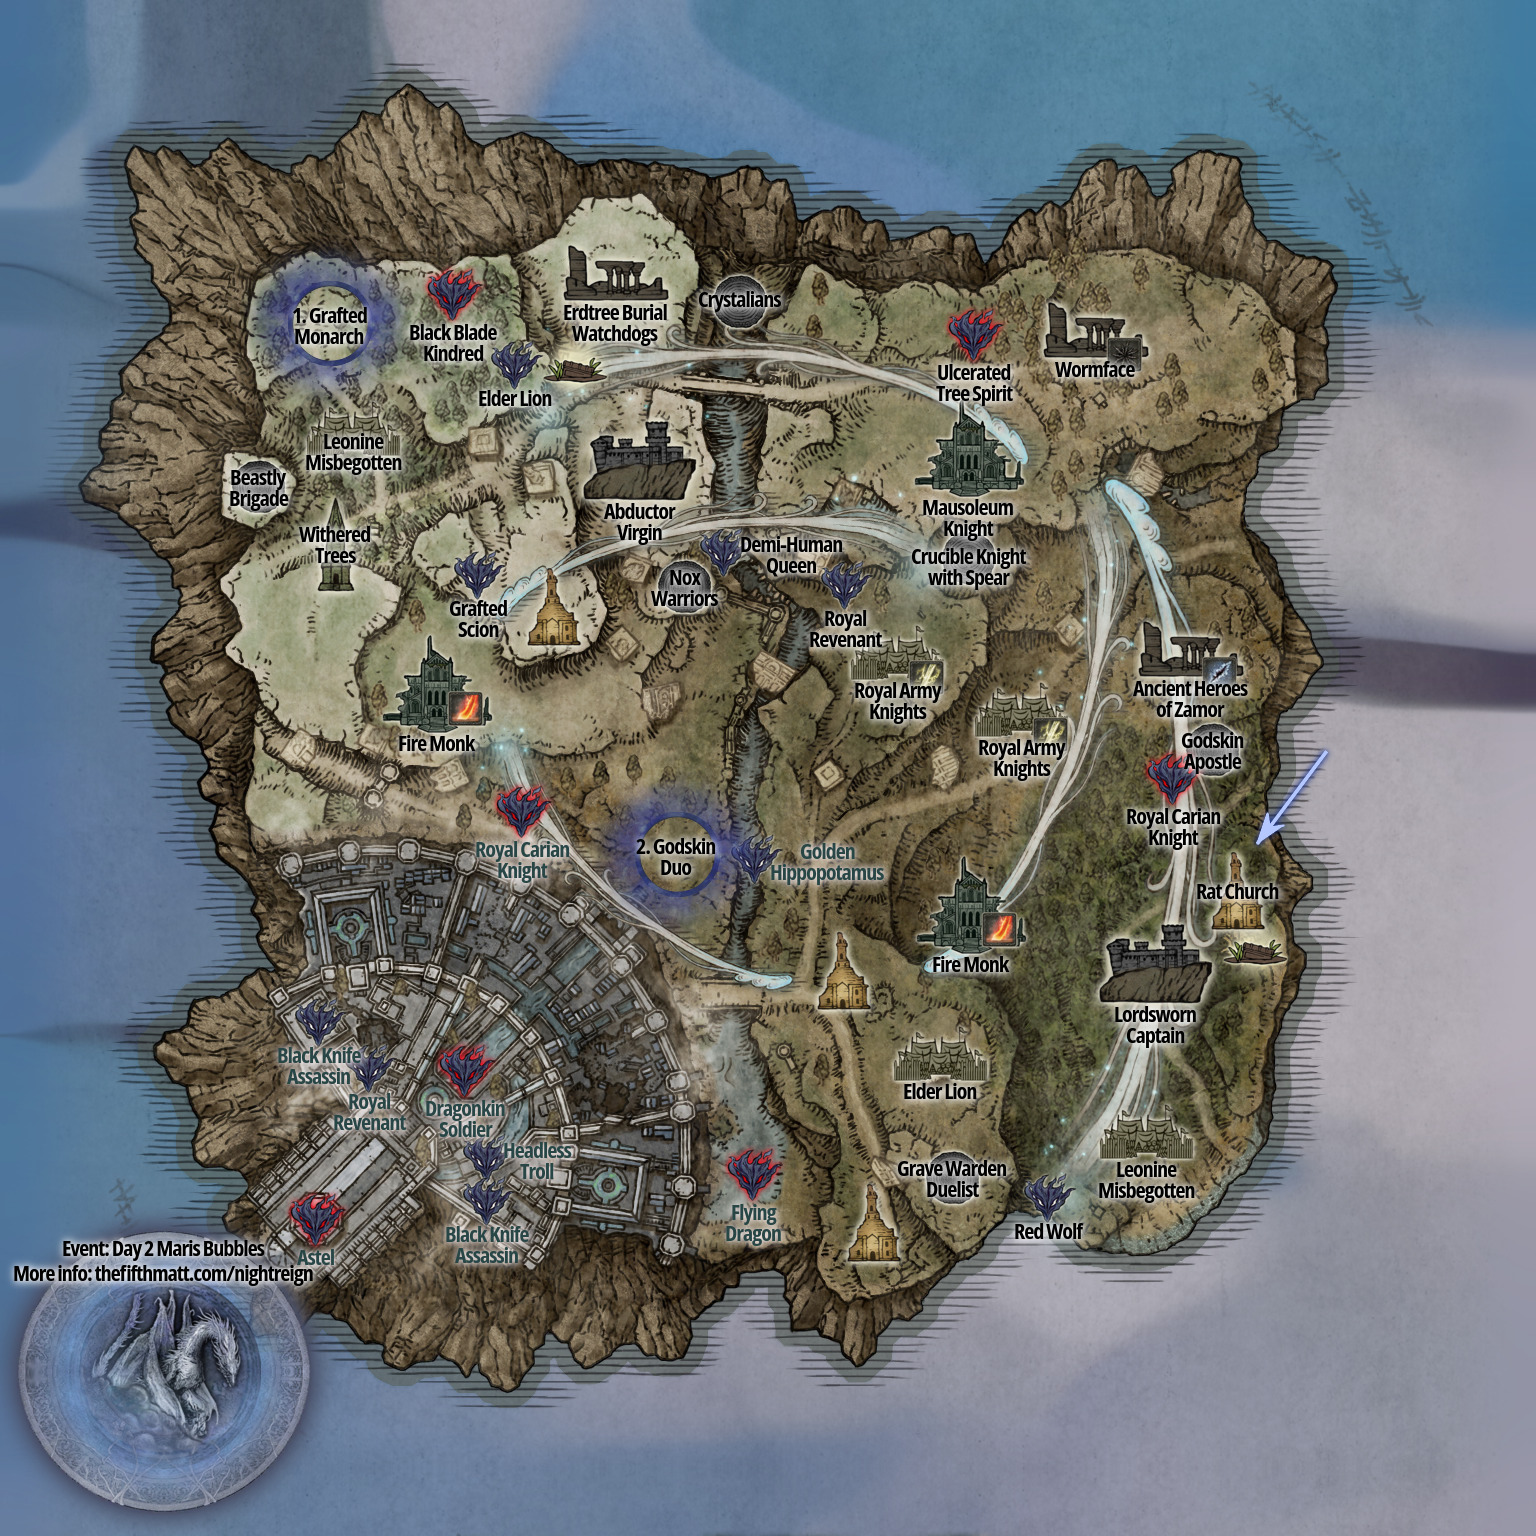 1. Grafted
Monarch
Black Blade
Kindred
Erdtree Burial
Watchdogs
Crystalians
Elder Lion
Ulcerated
Tree Spirit
Wormface
Leonine
Misbegotten
Beastly
Brigade
Abductor
Virgin
Mausoleum
Knight
Withered
Trees
Demi-Human
Queen
Crucible Knight
with Spear
Nox
Warriors
Grafted
Scion
Royal
Revenant
Royal Army
Knights
Ancient Heroes
of Zamor
Fire Monk
Royal Army
Knights
Godskin
Apostle
Royal Carian
Knight
Royal Carian
Knight
2. Godskin
Duo
Golden
Hippopotamus
Rat Church
Fire Monk
Lordsworn
Captain
Black Knife
Assassin
Royal
Revenant
Dragonkin
Soldier
Elder Lion
Headless
Troll
Grave Warden
Duelist
Leonine
Misbegotten
Flying
Dragon
Red Wolf
Black Knife
Assassin
Astel
Event: Day 2 Maris Bubbles
More info: thefifthmatt.com/nightreign